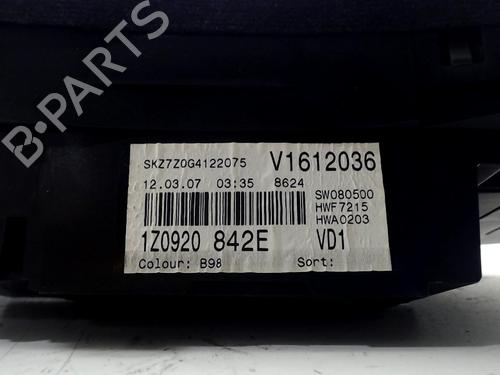 SKZ7Z0G4122075 V1612036
12.03.07 03:35 8624
SW080500
HWF7215
HWA0203
1Z0920 842E VD1
Colour: B98 Sort:
B-PARTS